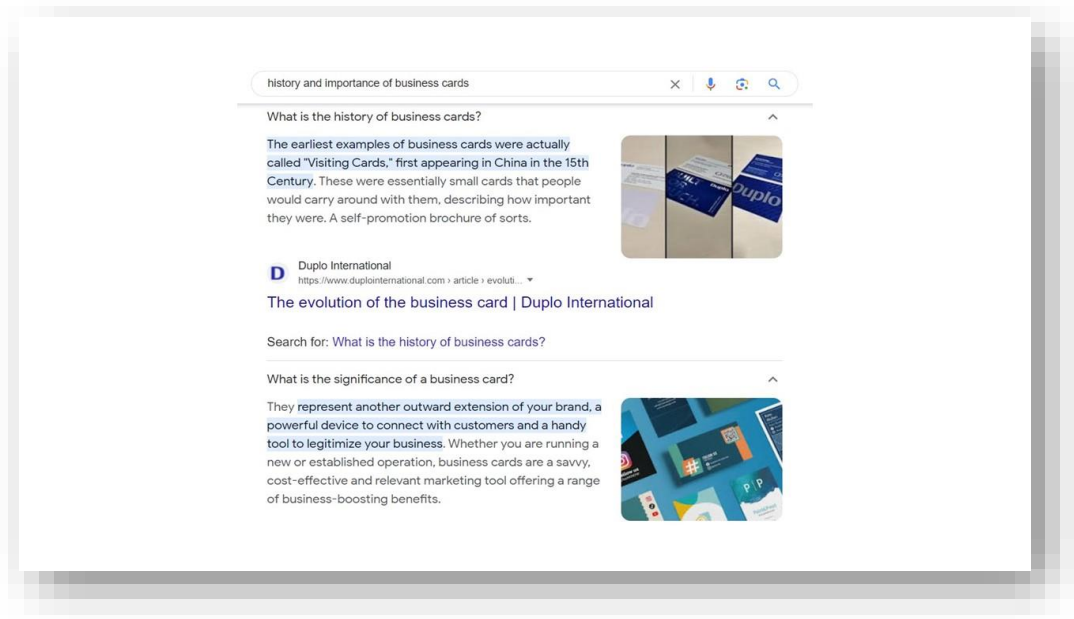 history and importance of business cards
What is the history of business cards?
The earliest examples of business cards were actually
called "Visiting Cards," first appearing in China in the 15th
Century. These were essentially small cards that people
would carry around with them, describing how important
they were. A self-promotion brochure of sorts.
Duplo
D
Duplo International
https://www.duplointernational.com › article › evoluti...
The evolution of the business card | Duplo International
Search for: What is the history of business cards?
What is the significance of a business card?
They represent another outward extension of your brand, a
powerful device to connect with customers and a handy
tool to legitimize your business. Whether you are running a
new or established operation, business cards are a savvy,
cost-effective and relevant marketing tool offering a range
of business-boosting benefits.
#
P P